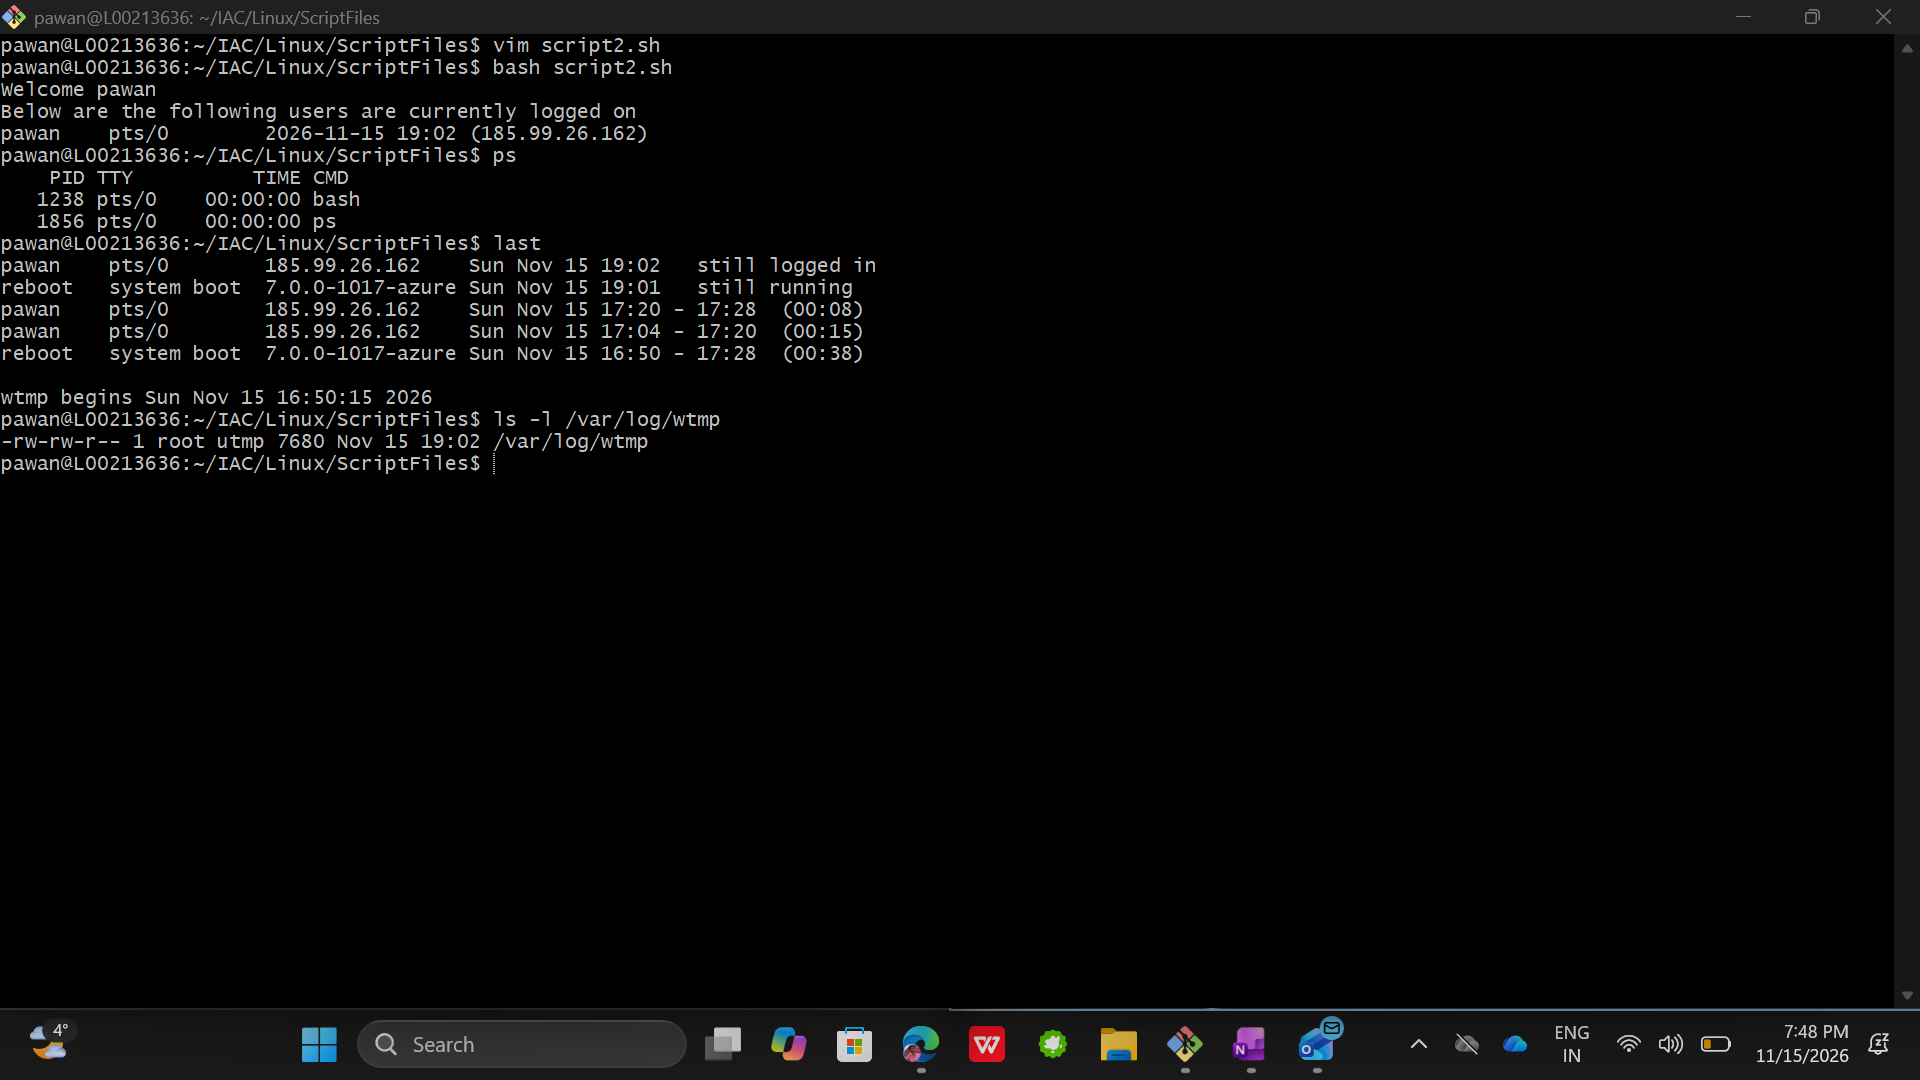 pawan@L00213636: ~/IAC/Linux/ScriptFiles
pawan@L00213636:~/IAC/Linux/ScriptFiles$ vim script2.sh
pawan@L00213636:~/IAC/Linux/ScriptFiles$ bash script2.sh
Welcome pawan
Below are the following users are currently logged on
pawan    pts/0        2026-11-15 19:02 (185.99.26.162)
pawan@L00213636:~/IAC/Linux/ScriptFiles$ ps
    PID TTY          TIME CMD
   1238 pts/0    00:00:00 bash
   1856 pts/0    00:00:00 ps
pawan@L00213636:~/IAC/Linux/ScriptFiles$ last
pawan    pts/0        185.99.26.162    Sun Nov 15 19:02   still logged in
reboot   system boot  7.0.0-1017-azure Sun Nov 15 19:01   still running
pawan    pts/0        185.99.26.162    Sun Nov 15 17:20 - 17:28  (00:08)
pawan    pts/0        185.99.26.162    Sun Nov 15 17:04 - 17:20  (00:15)
reboot   system boot  7.0.0-1017-azure Sun Nov 15 16:50 - 17:28  (00:38)
wtmp begins Sun Nov 15 16:50:15 2026
pawan@L00213636:~/IAC/Linux/ScriptFiles$ ls -l /var/log/wtmp
-rw-rw-r-- 1 root utmp 7680 Nov 15 19:02 /var/log/wtmp
pawan@L00213636:~/IAC/Linux/ScriptFiles$
4°
Search
ENG
IN
7:48 PM
11/15/2026